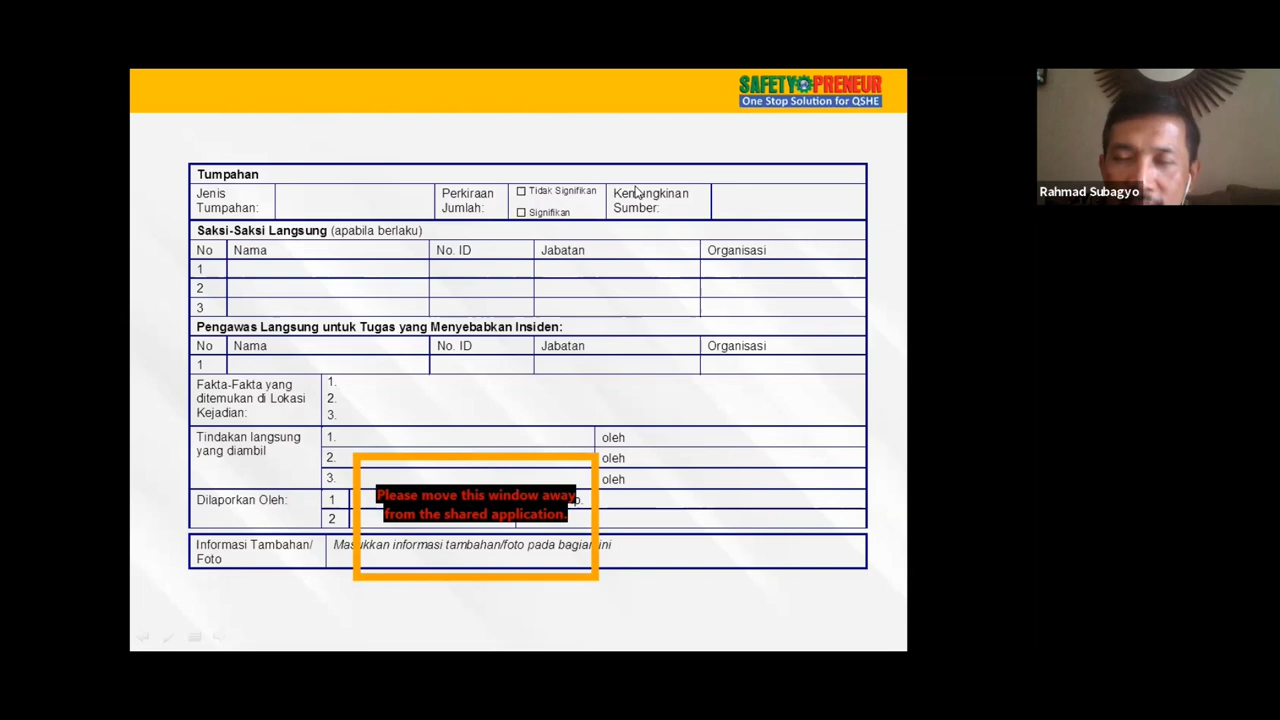 SAFETYPRENEUR
One Stop Solution for QSHE
Rahmad Subagyo
Tumpahan
Jenis Tumpahan:
Perkiraan Jumlah:
Tidak Signifikan
Signifikan
Kemungkinan Sumber:
Saksi-Saksi Langsung (apabila berlaku)
No Nama No. ID Jabatan Organisasi
1
2
3
Pengawas Langsung untuk Tugas yang Menyebabkan Insiden:
No Nama No. ID Jabatan Organisasi
1
Fakta-Fakta yang
ditemukan di Lokasi
Kejadian:
1.
2.
3.
Tindakan langsung
yang diambil
1. oleh
2. oleh
3. oleh
Dilaporkan Oleh:
1
2
Please move this window away
from the shared application.
Informasi Tambahan/
Foto
Masukkan informasi tambahan/foto pada bagian ini